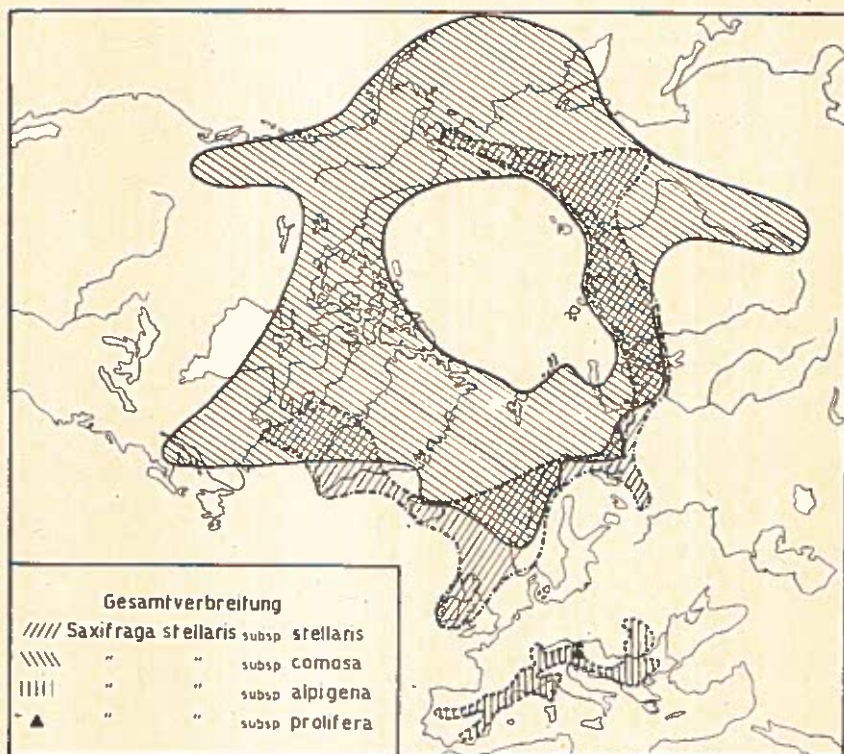 Gesamtverbreitung
Saxifraga stellaris subsp stellaris
" " subsp comosa
" " subsp alpigena
" " subsp prolifera